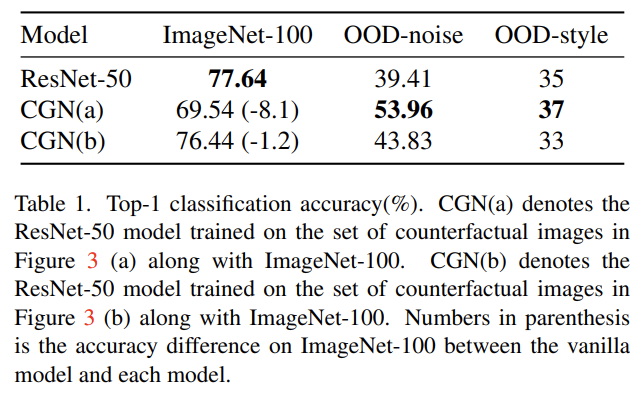 Model ImageNet-100 OOD-noise OOD-style
ResNet-50 77.64 39.41 35
CGN(a) 69.54 (-8.1) 53.96 37
CGN(b) 76.44 (-1.2) 43.83 33
Table 1. Top-1 classification accuracy(%). CGN(a) denotes the
ResNet-50 model trained on the set of counterfactual images in
Figure 3 (a) along with ImageNet-100. CGN(b) denotes the
ResNet-50 model trained on the set of counterfactual images in
Figure 3 (b) along with ImageNet-100. Numbers in parenthesis
is the accuracy difference on ImageNet-100 between the vanilla
model and each model.